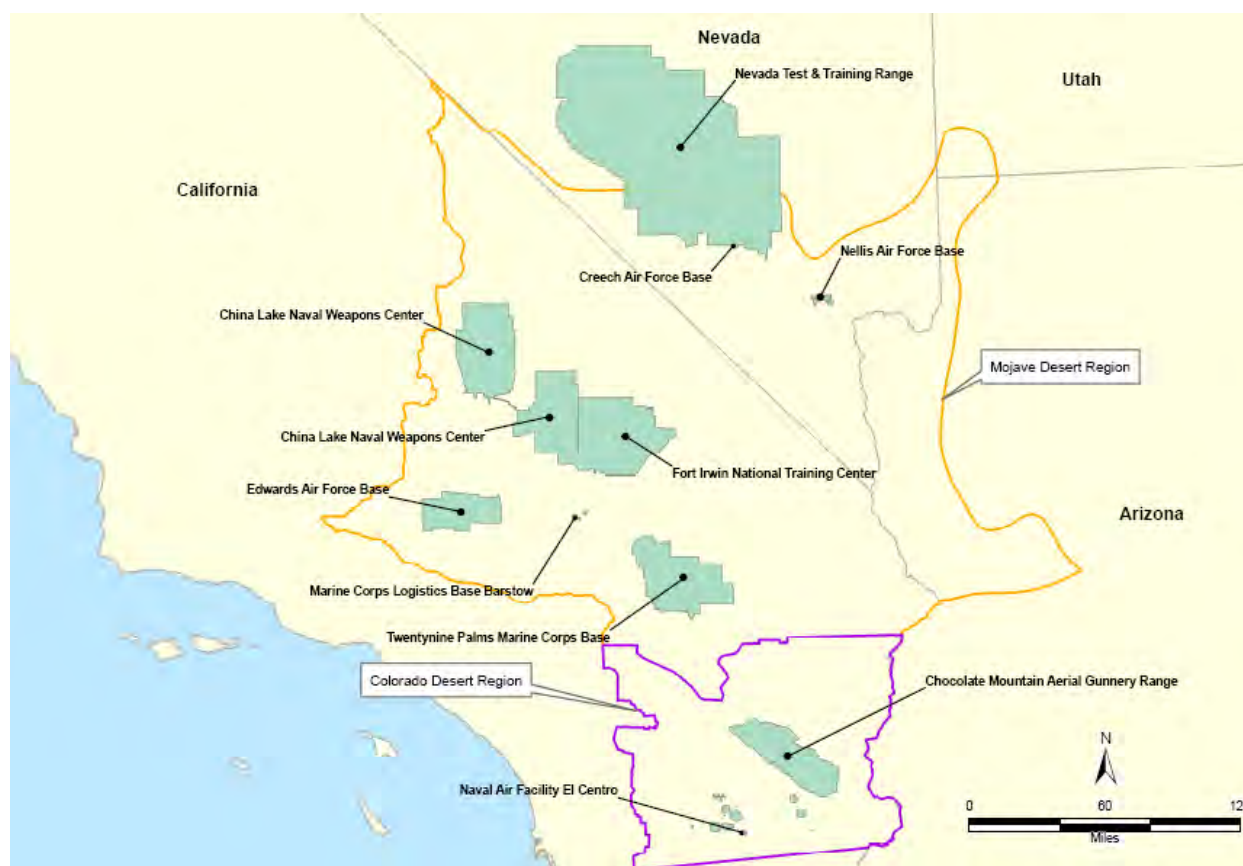 Nevada
Nevada Test & Training Range
Utah
California
Creech Air Force Base
Nellis Air Force Base
China Lake Naval Weapons Center
Mojave Desert Region
China Lake Naval Weapons Center
Fort Irwin National Training Center
Edwards Air Force Base
Arizona
Marine Corps Logistics Base Barstow
Twentynine Palms Marine Corps Base
Colorado Desert Region
Chocolate Mountain Aerial Gunnery Range
N
Naval Air Facility El Centro
0 60 12
Miles